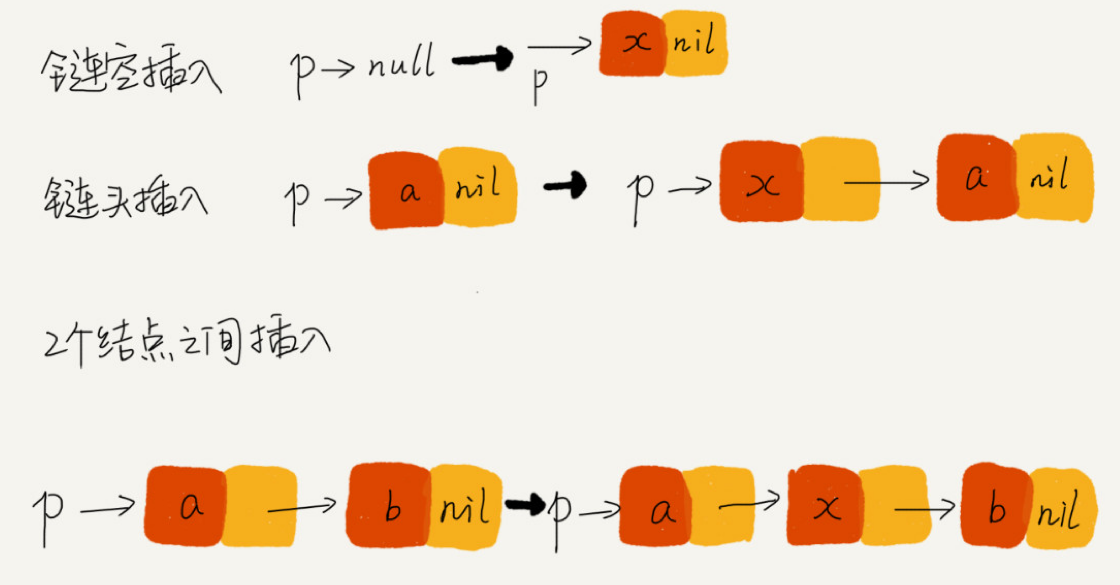 链空插入 p→null → p → x nil
链头插入 p→ a nil → p → x → a nil
2个结点之间插入
p → a → b nil → p → a → x → b nil